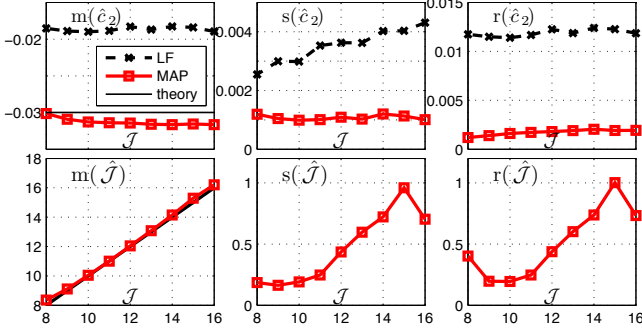 m(ĉ₂) s(ĉ₂) r(ĉ₂)
−0.02 0.004 0.015
LF 0.01
MAP 0.002 0.005
theory
−0.03
𝒥 0 𝒥 0 𝒥
18 m(𝒥̂) s(𝒥̂) r(𝒥̂)
16 1 1
14
12 0.5 0.5
10
8 𝒥 0 𝒥 0 𝒥
8 10 12 14 16 8 10 12 14 16 8 10 12 14 16